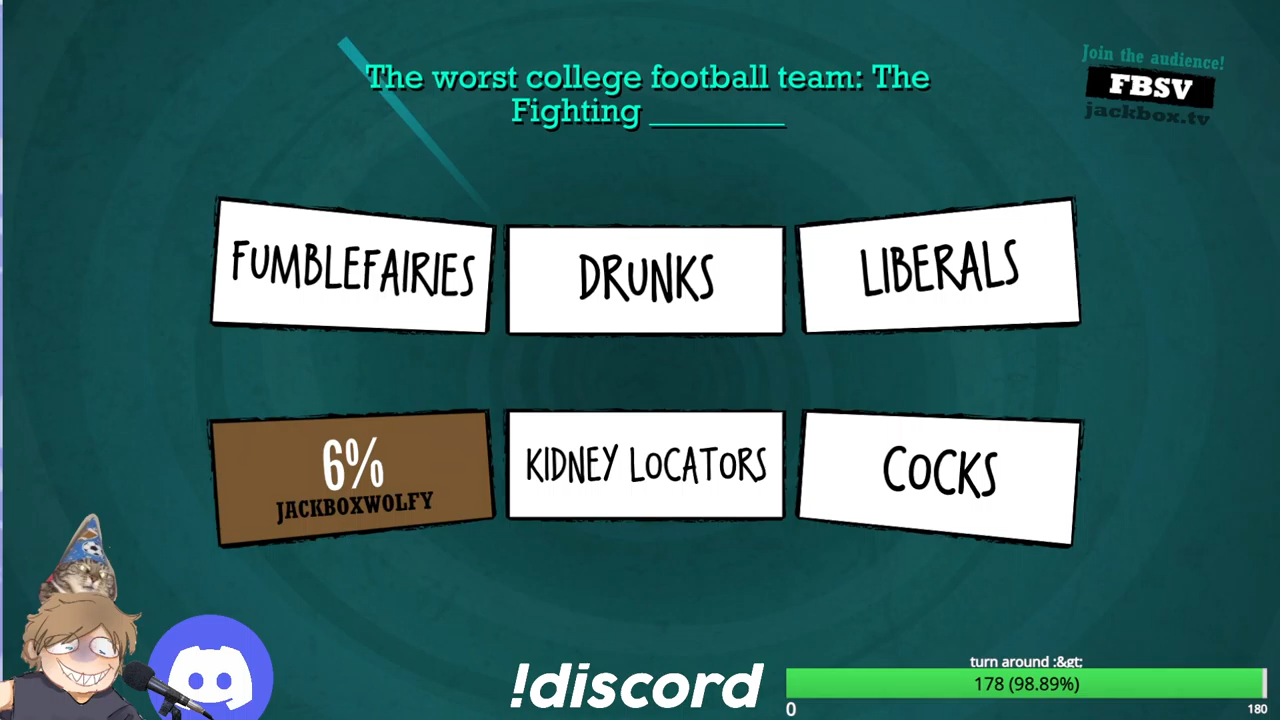 The worst college football team: The
Fighting __________
Join the audience!
FBSV
jackbox.tv
FUMBLEFAIRIES
DRUNKS
LIBERALS
6%
JACKBOXWOLFY
KIDNEY LOCATORS
COCKS
!discord
turn around :&gt;
178 (98.89%)
0
180